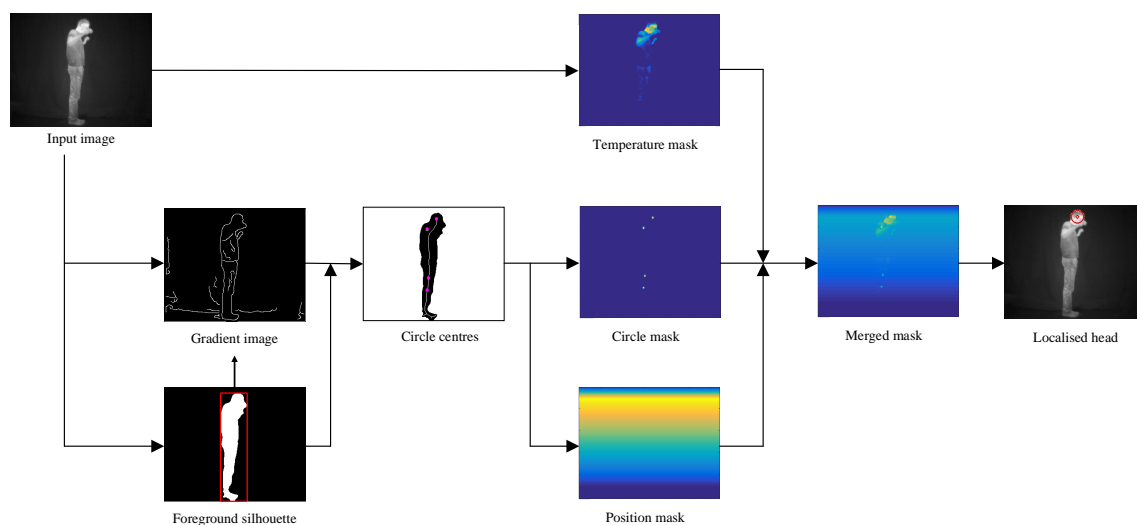 Input image
Temperature mask
Gradient image
Circle centres
Circle mask
Merged mask
Localised head
Foreground silhouette
Position mask